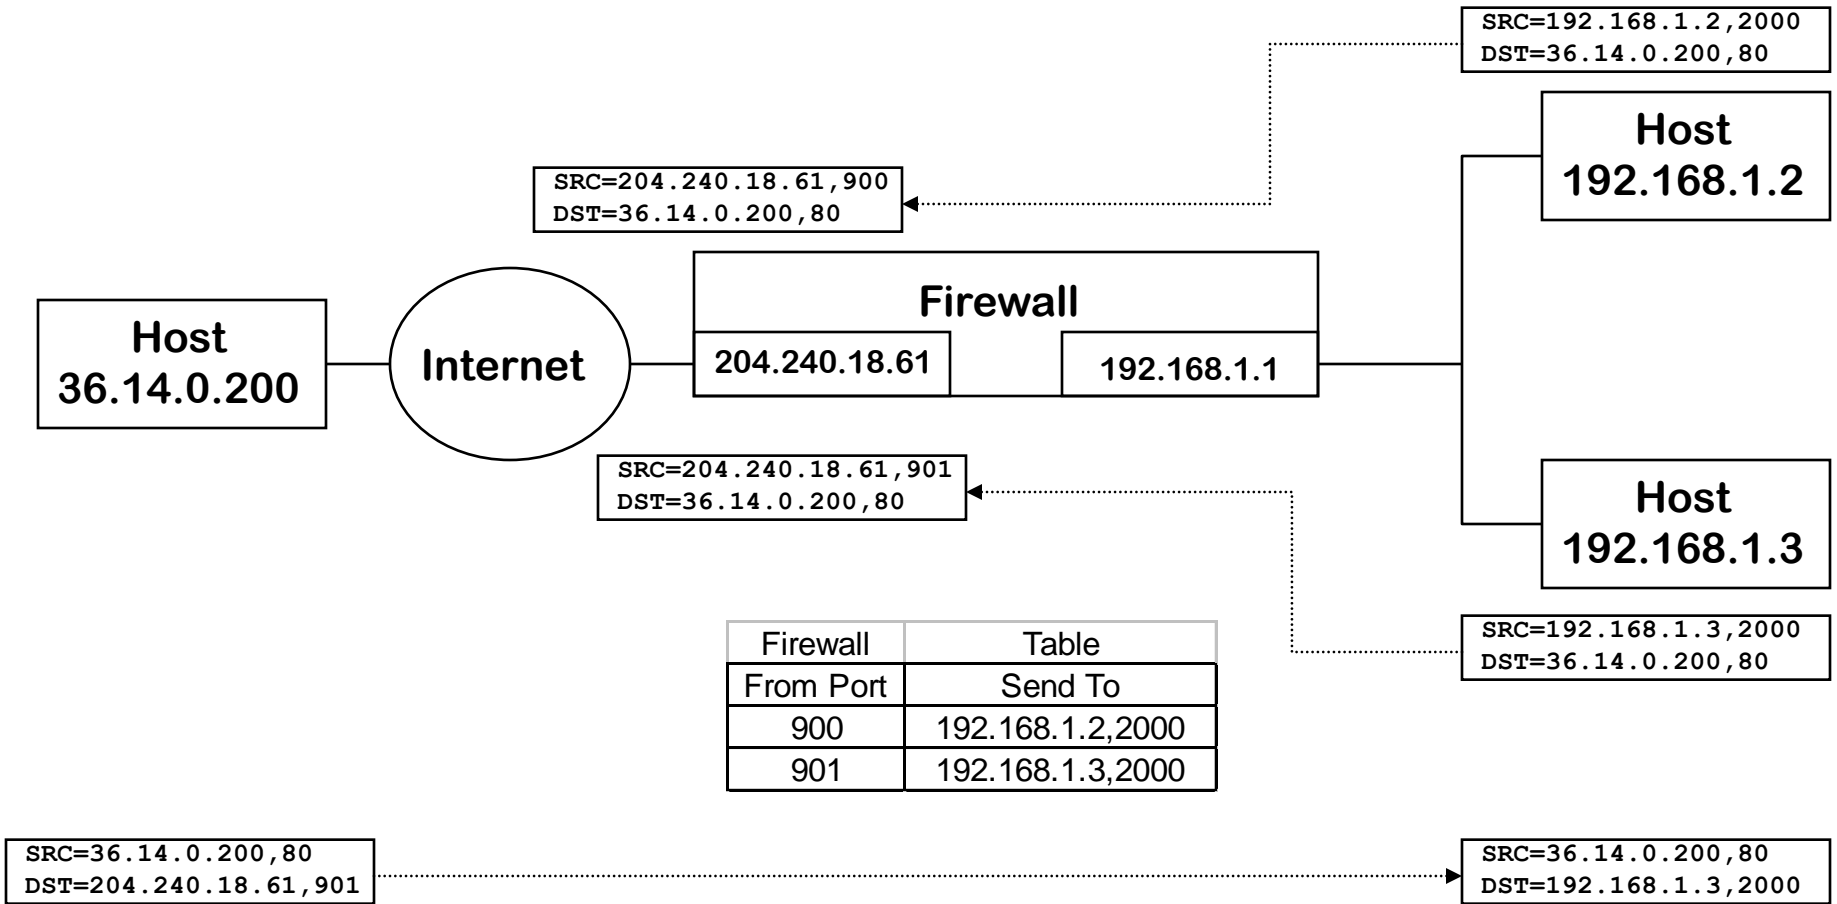 SRC=192.168.1.2,2000
DST=36.14.0.200,80
Host
192.168.1.2
SRC=204.240.18.61,900
DST=36.14.0.200,80
Firewall
204.240.18.61
192.168.1.1
Host
36.14.0.200
Internet
SRC=204.240.18.61,901
DST=36.14.0.200,80
Host
192.168.1.3
SRC=192.168.1.3,2000
DST=36.14.0.200,80
Firewall Table
From Port Send To
900 192.168.1.2,2000
901 192.168.1.3,2000
SRC=36.14.0.200,80
DST=204.240.18.61,901
SRC=36.14.0.200,80
DST=192.168.1.3,2000